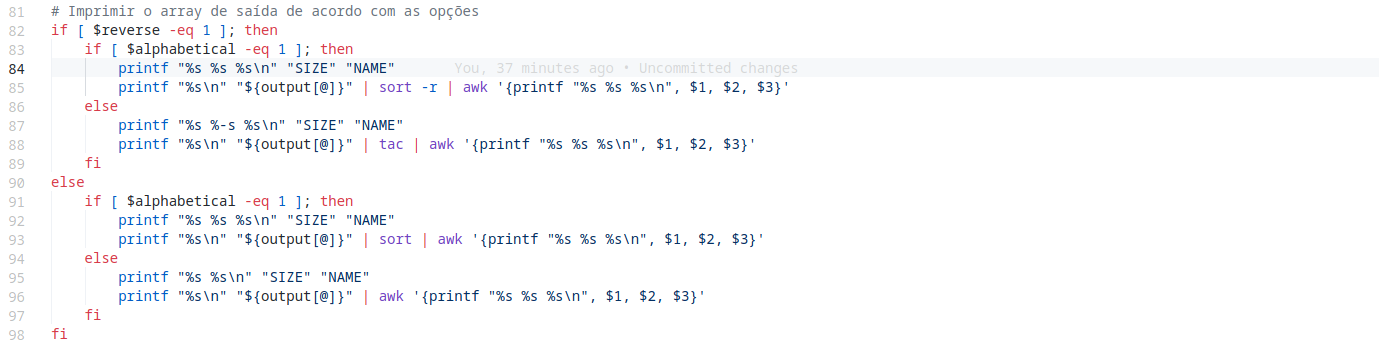 81 # Imprimir o array de saída de acordo com as opções
82 if [ $reverse -eq 1 ]; then
83     if [ $alphabetical -eq 1 ]; then
84         printf "%s %s %s\n" "SIZE" "NAME"       You, 37 minutes ago • Uncommitted changes
85         printf "%s\n" "${output[@]}" | sort -r | awk '{printf "%s %s %s\n", $1, $2, $3}'
86     else
87         printf "%s %-s %s\n" "SIZE" "NAME"
88         printf "%s\n" "${output[@]}" | tac | awk '{printf "%s %s %s\n", $1, $2, $3}'
89     fi
90 else
91     if [ $alphabetical -eq 1 ]; then
92         printf "%s %s %s\n" "SIZE" "NAME"
93         printf "%s\n" "${output[@]}" | sort | awk '{printf "%s %s %s\n", $1, $2, $3}'
94     else
95         printf "%s %s\n" "SIZE" "NAME"
96         printf "%s\n" "${output[@]}" | awk '{printf "%s %s %s\n", $1, $2, $3}'
97     fi
98 fi